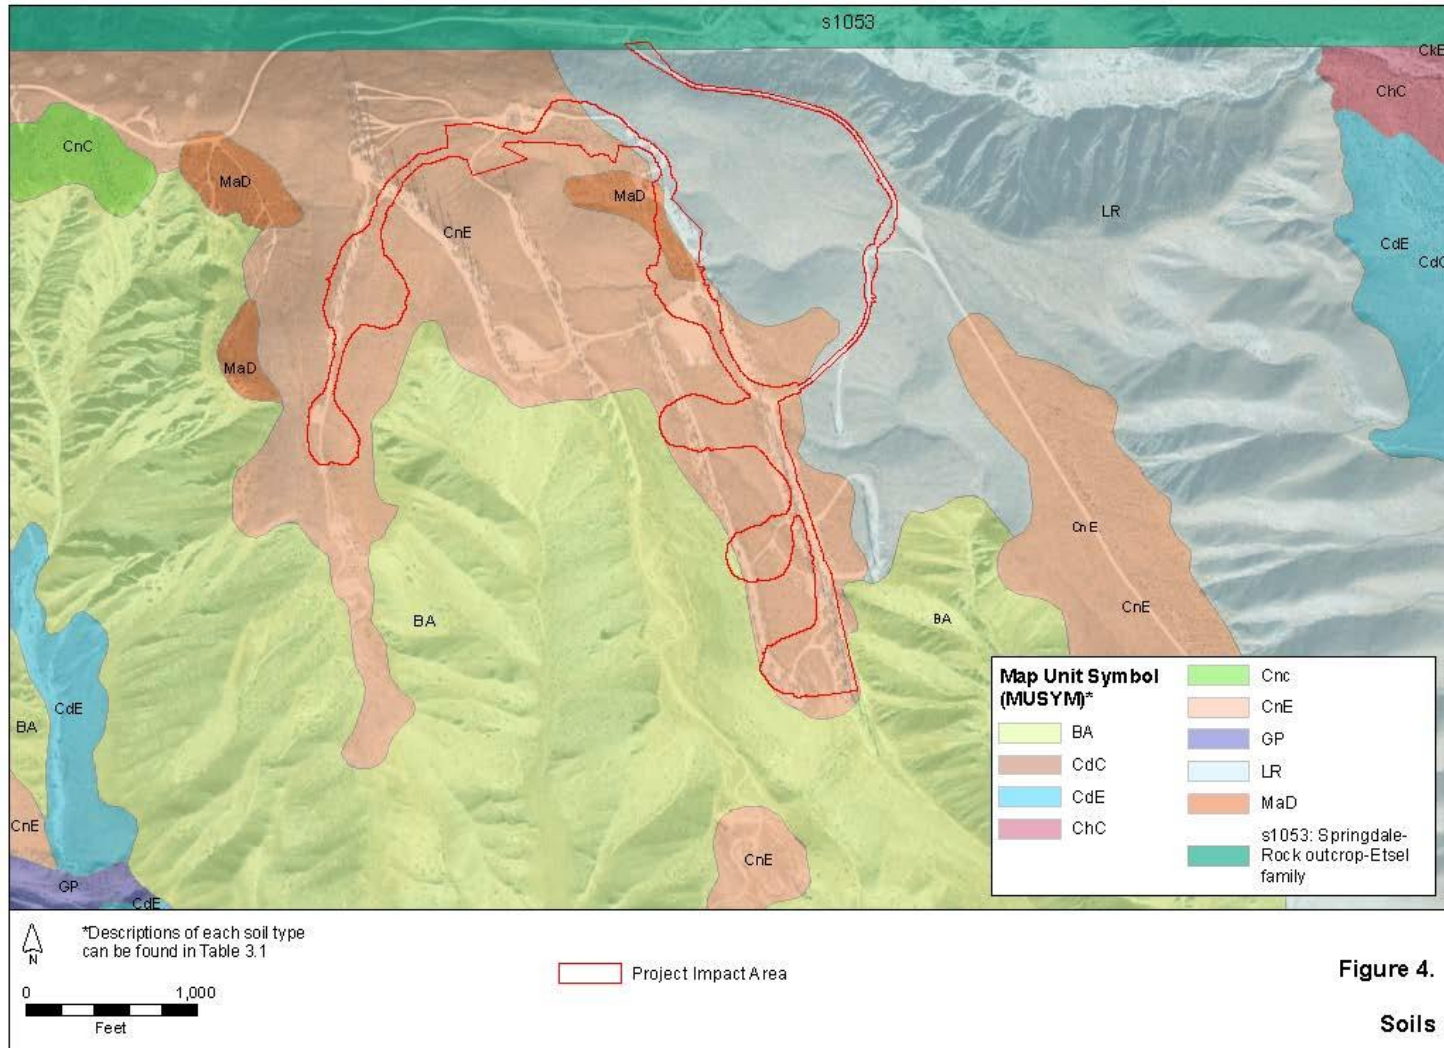 s1053
CkE
ChC
CnC
MaD
MaD
LR
CnE
CdE
CdC
MaD
CnE
CnE
BA
BA
CdE
BA
CnE
CnE
GP
CdE
Map Unit Symbol
(MUSYM)*
BA
CdC
CdE
ChC
Cnc
CnE
GP
LR
MaD
s1053: Springdale-
Rock outcrop-Etsel
family
N
*Descriptions of each soil type
can be found in Table 3.1
0 1,000
Feet
Project Impact Area
Figure 4.
Soils